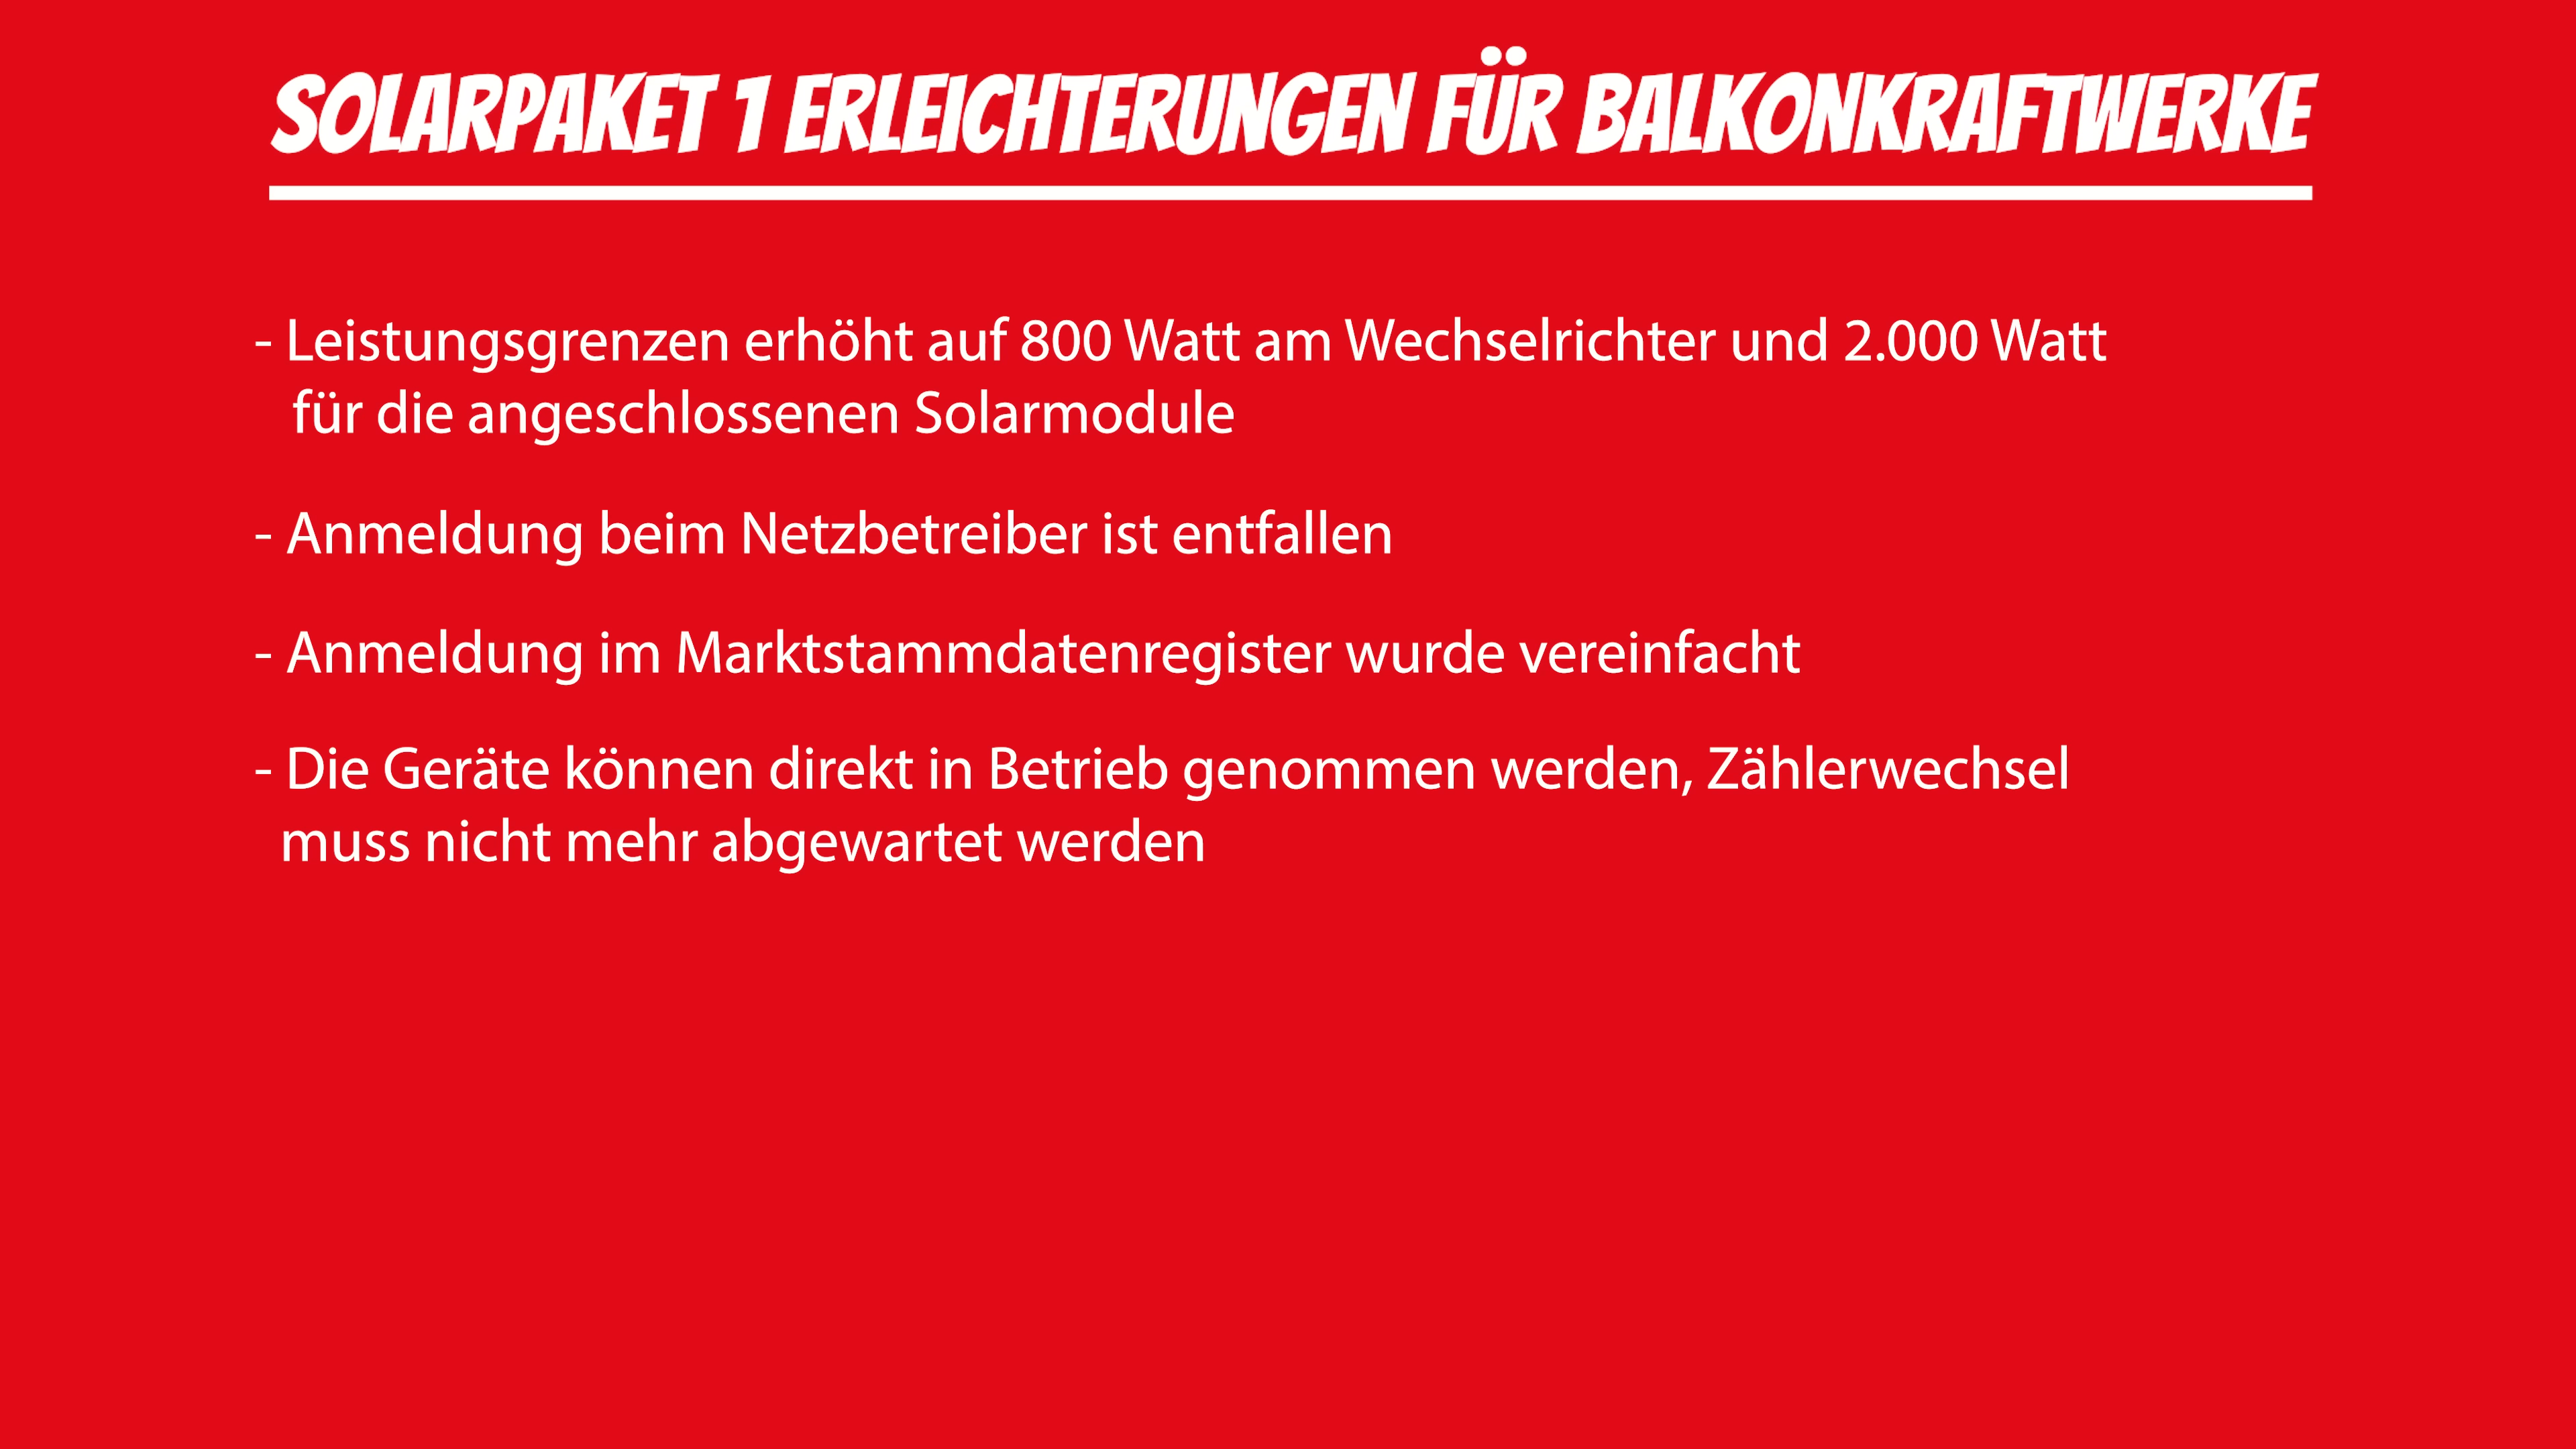 SOLARPAKET 1 ERLEICHTERUNGEN FÜR BALKONKRAFTWERKE
- Leistungsgrenzen erhöht auf 800 Watt am Wechselrichter und 2.000 Watt
für die angeschlossenen Solarmodule
- Anmeldung beim Netzbetreiber ist entfallen
- Anmeldung im Marktstammdatenregister wurde vereinfacht
- Die Geräte können direkt in Betrieb genommen werden, Zählerwechsel
muss nicht mehr abgewartet werden